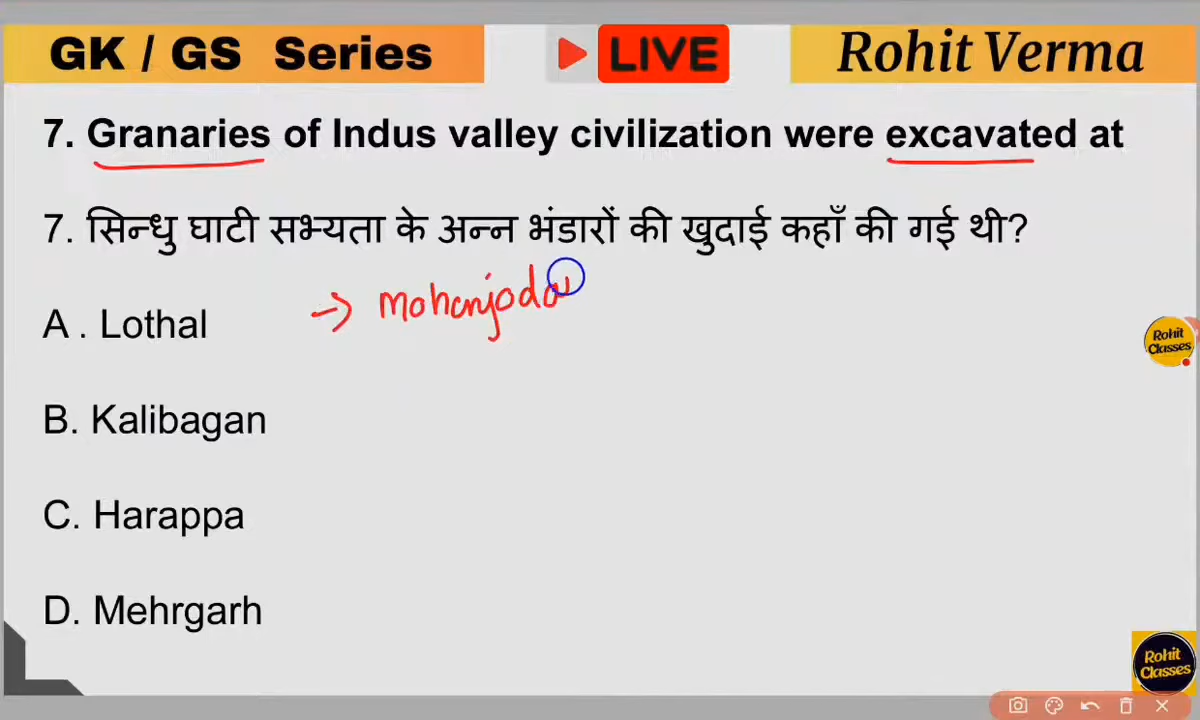 GK / GS Series
LIVE
Rohit Verma
7. Granaries of Indus valley civilization were excavated at
7. सिन्धु घाटी सभ्यता के अन्न भंडारों की खुदाई कहाँ की गई थी?
→ mohenjoda
A . Lothal
Rohit
Classes
B. Kalibagan
C. Harappa
D. Mehrgarh
Rohit
Classes